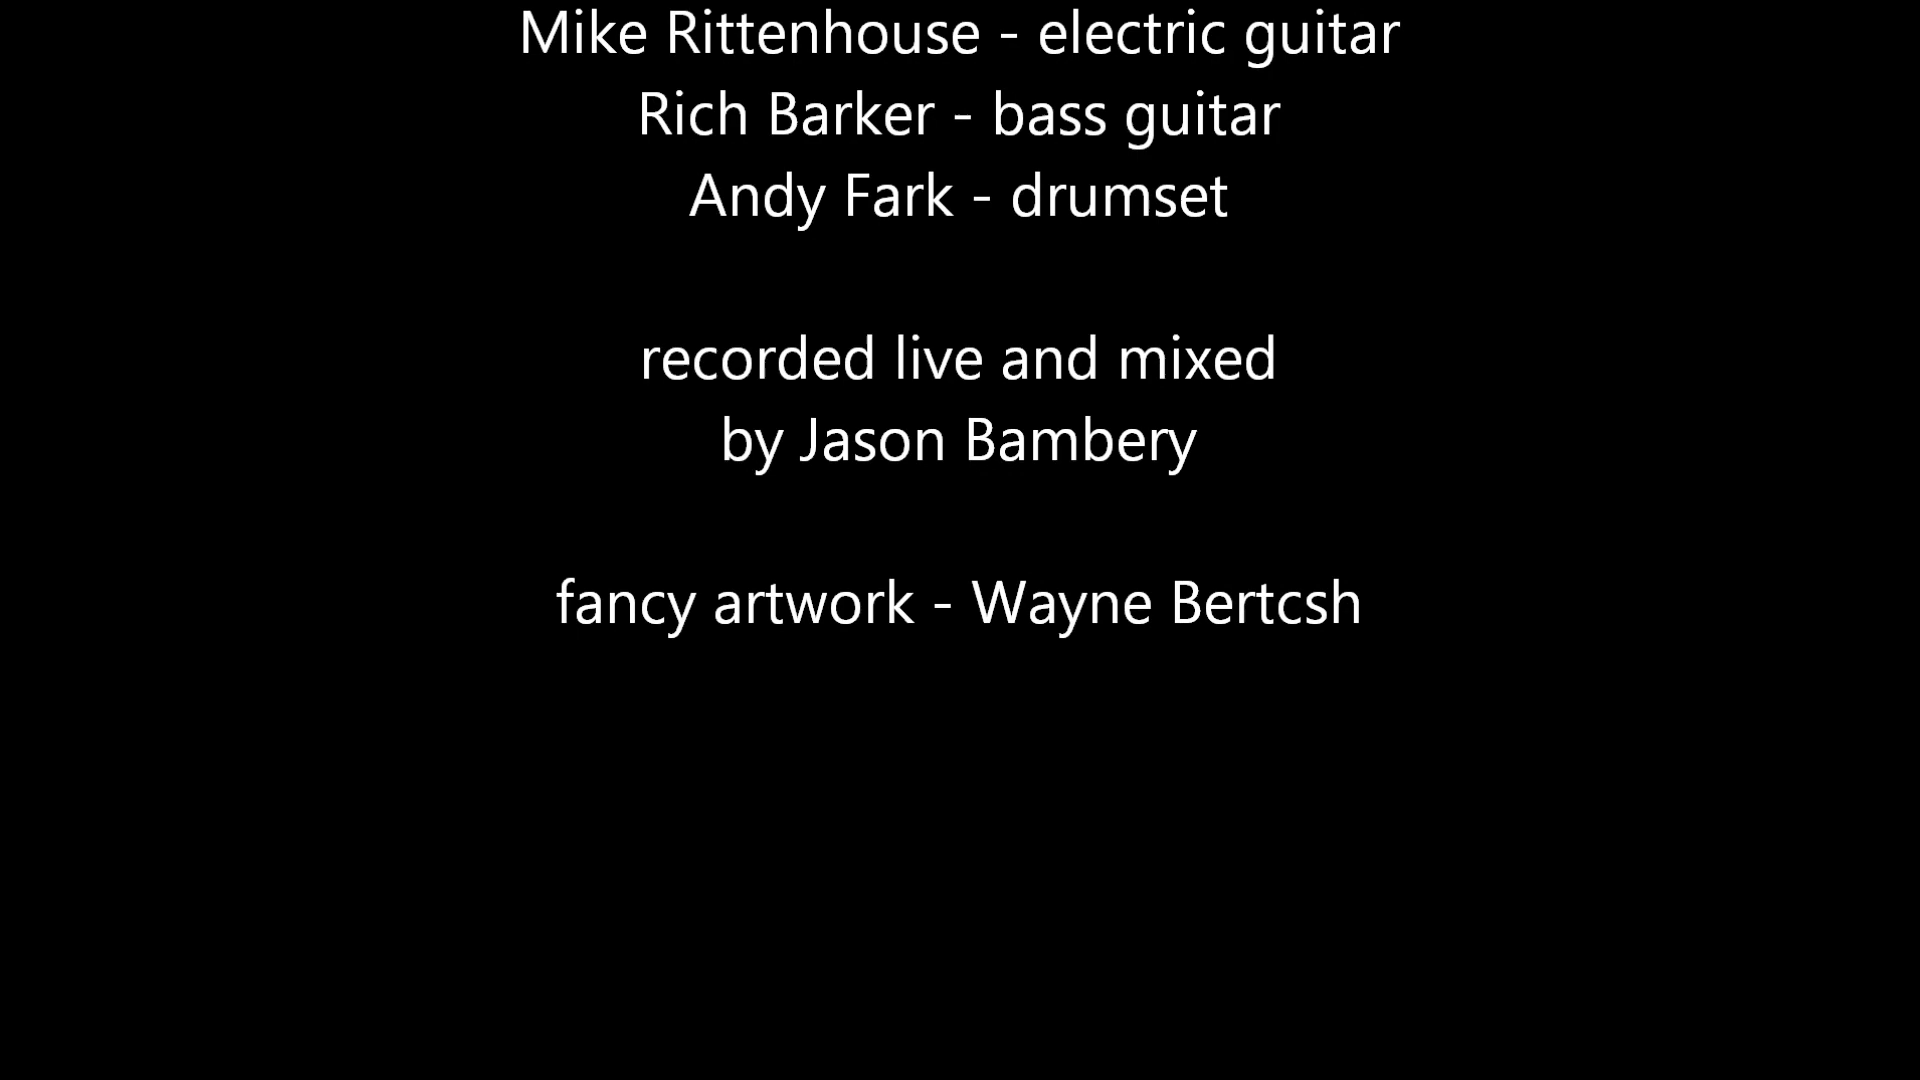 Mike Rittenhouse - electric guitar
Rich Barker - bass guitar
Andy Fark - drumset
recorded live and mixed
by Jason Bambery
fancy artwork - Wayne Bertcsh